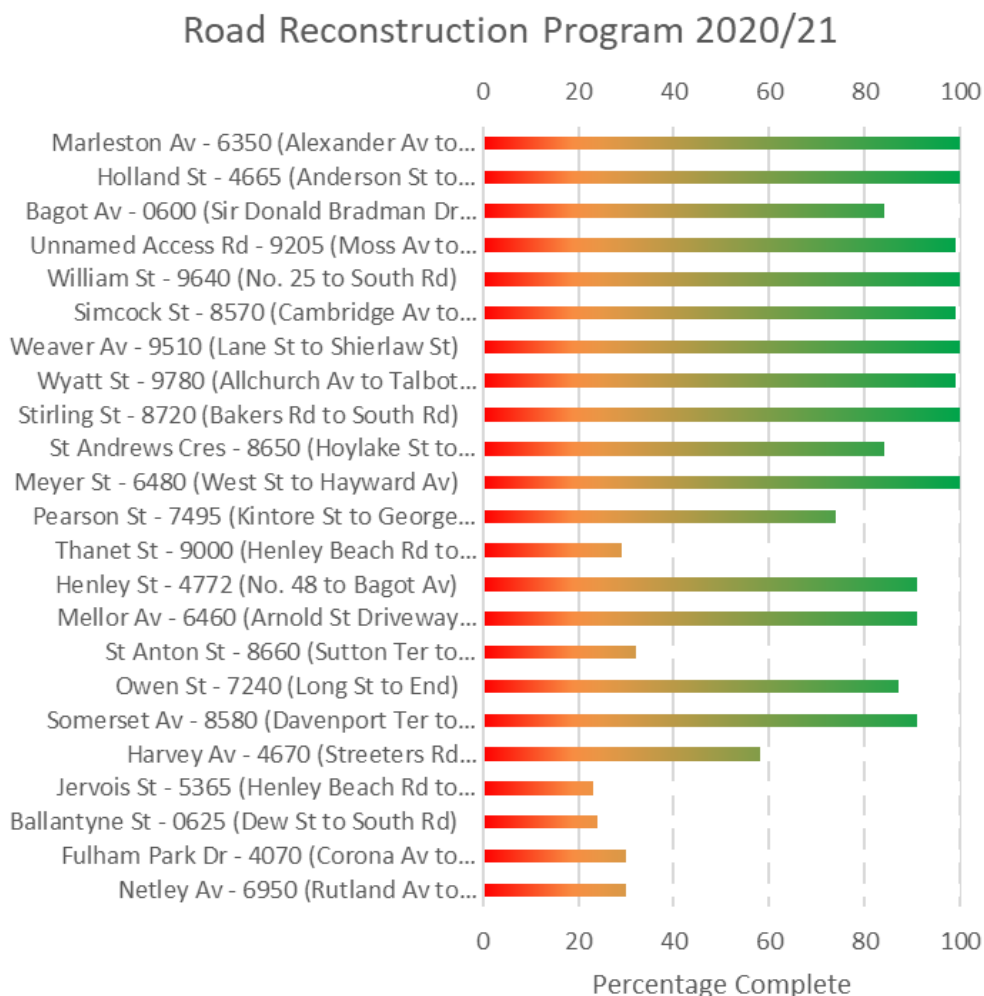 Road Reconstruction Program 2020/21
0 20 40 60 80 100
Marleston Av - 6350 (Alexander Av to...
Holland St - 4665 (Anderson St to...
Bagot Av - 0600 (Sir Donald Bradman Dr...
Unnamed Access Rd - 9205 (Moss Av to...
William St - 9640 (No. 25 to South Rd)
Simcock St - 8570 (Cambridge Av to...
Weaver Av - 9510 (Lane St to Shierlaw St)
Wyatt St - 9780 (Allchurch Av to Talbot...
Stirling St - 8720 (Bakers Rd to South Rd)
St Andrews Cres - 8650 (Hoylake St to...
Meyer St - 6480 (West St to Hayward Av)
Pearson St - 7495 (Kintore St to George...
Thanet St - 9000 (Henley Beach Rd to...
Henley St - 4772 (No. 48 to Bagot Av)
Mellor Av - 6460 (Arnold St Driveway...
St Anton St - 8660 (Sutton Ter to...
Owen St - 7240 (Long St to End)
Somerset Av - 8580 (Davenport Ter to...
Harvey Av - 4670 (Streeters Rd...
Jervois St - 5365 (Henley Beach Rd to...
Ballantyne St - 0625 (Dew St to South Rd)
Fulham Park Dr - 4070 (Corona Av to...
Netley Av - 6950 (Rutland Av to...
0 20 40 60 80 100
Percentage Complete